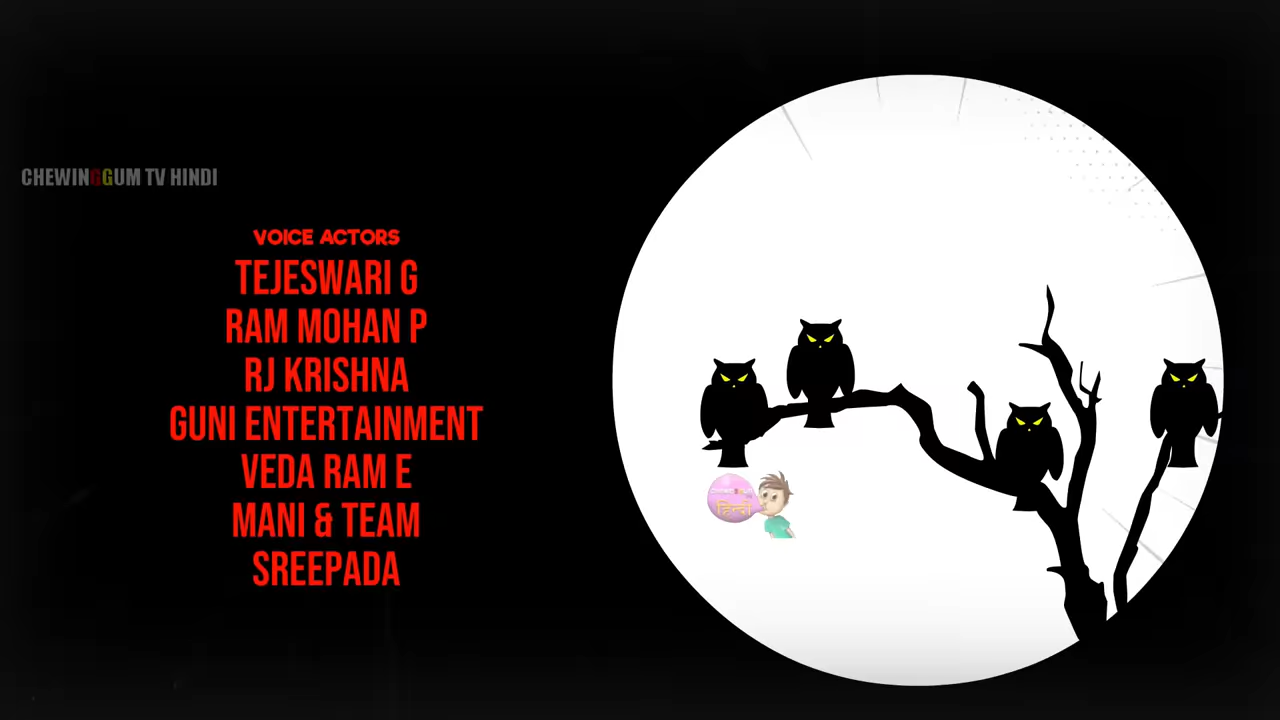 CHEWINGGUM TV HINDI
VOICE ACTORS
TEJESWARI G
RAM MOHAN P
RJ KRISHNA
GUNI ENTERTAINMENT
VEDA RAM E
MANI & TEAM
SREEPADA
हिन्दी